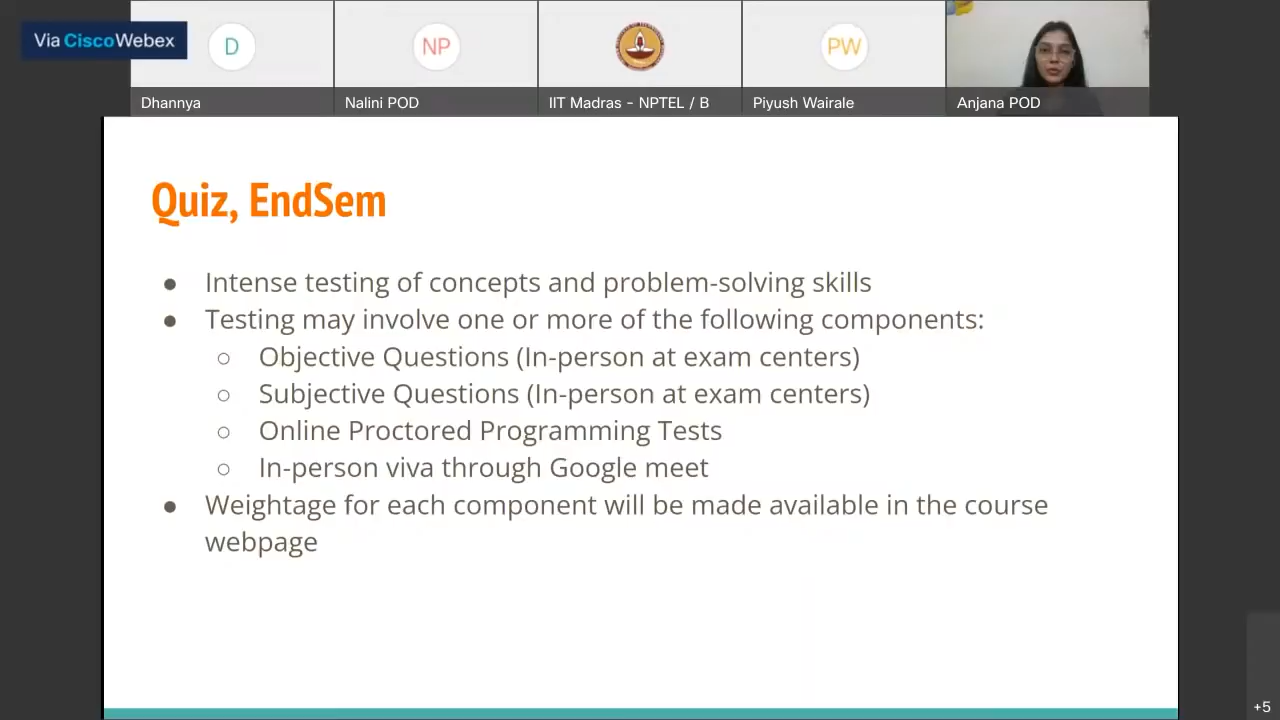 Via CiscoWebex
D
NP
PW
Dhannya
Nalini POD
IIT Madras - NPTEL / B
Piyush Wairale
Anjana POD
Quiz, EndSem
● Intense testing of concepts and problem-solving skills
● Testing may involve one or more of the following components:
○ Objective Questions (In-person at exam centers)
○ Subjective Questions (In-person at exam centers)
○ Online Proctored Programming Tests
○ In-person viva through Google meet
● Weightage for each component will be made available in the course
webpage
+5